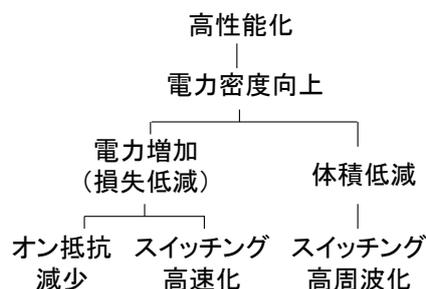 高性能化
電力密度向上
電力増加
（損失低減）
体積低減
オン抵抗
減少
スイッチング
高速化
スイッチング
高周波化